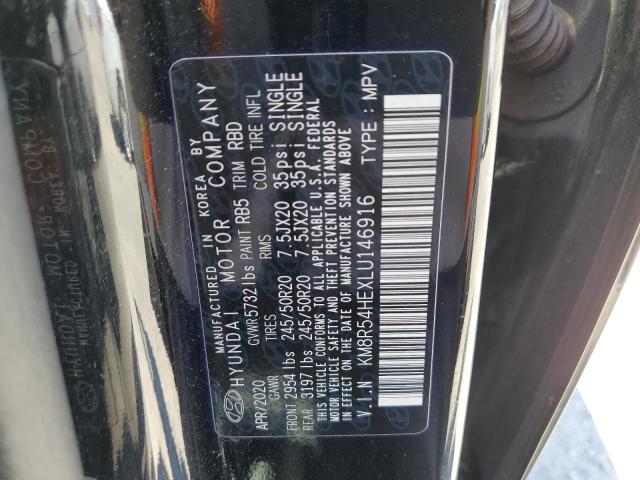 MANUFACTURED IN KOREA BY
HYUNDAI MOTOR COMPANY
APR/2020 GVWR 5732 lbs PAINT RB5 TRIM RBD
GAWR TIRES RIMS COLD TIRE INFL
FRONT 2954 lbs 245/50R20 7.5JX20 35psi SINGLE
REAR 3197 lbs 245/50R20 7.5JX20 35psi SINGLE
THIS VEHICLE CONFORMS TO ALL APPLICABLE U.S.A. FEDERAL
MOTOR VEHICLE SAFETY, BUMPER, AND THEFT PREVENTION STANDARDS
IN EFFECT ON THE DATE OF MANUFACTURE SHOWN ABOVE
V.I.N KM8R54HEXLU146916 TYPE : MPV